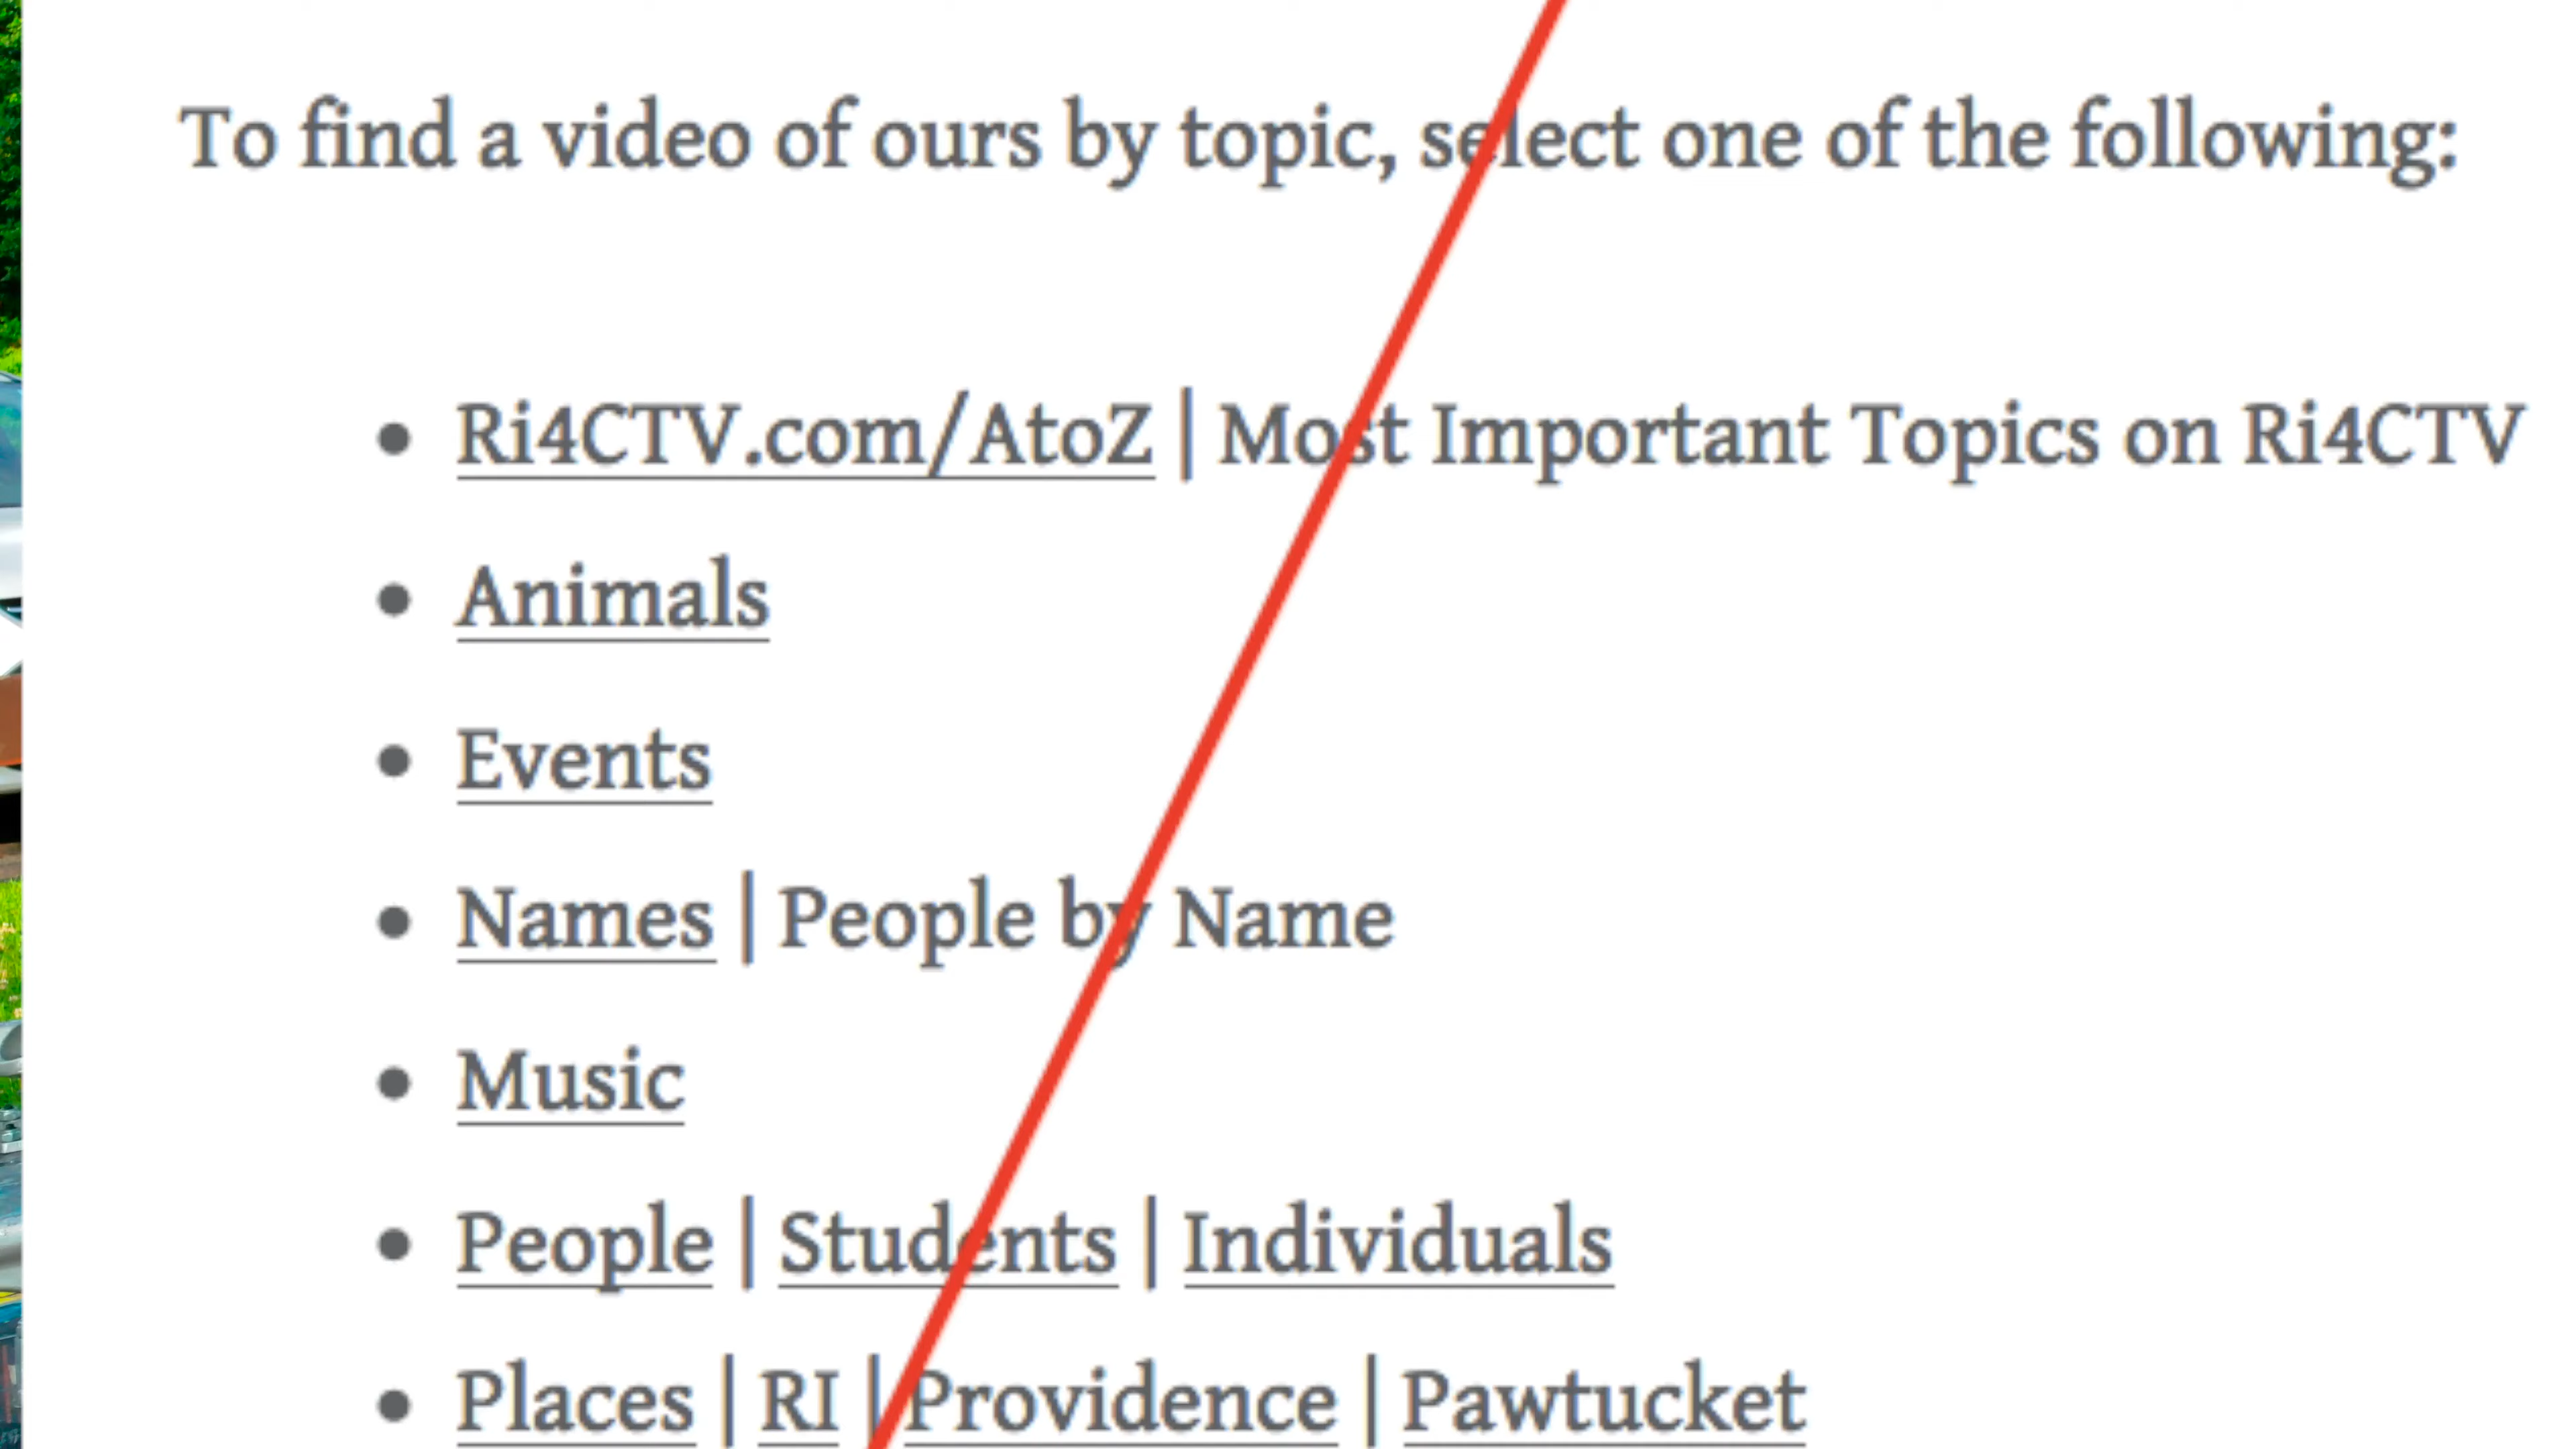 To find a video of ours by topic, select one of the following:
• Ri4CTV.com/AtoZ | Most Important Topics on Ri4CTV
• Animals
• Events
• Names | People by Name
• Music
• People | Students | Individuals
• Places | RI | Providence | Pawtucket